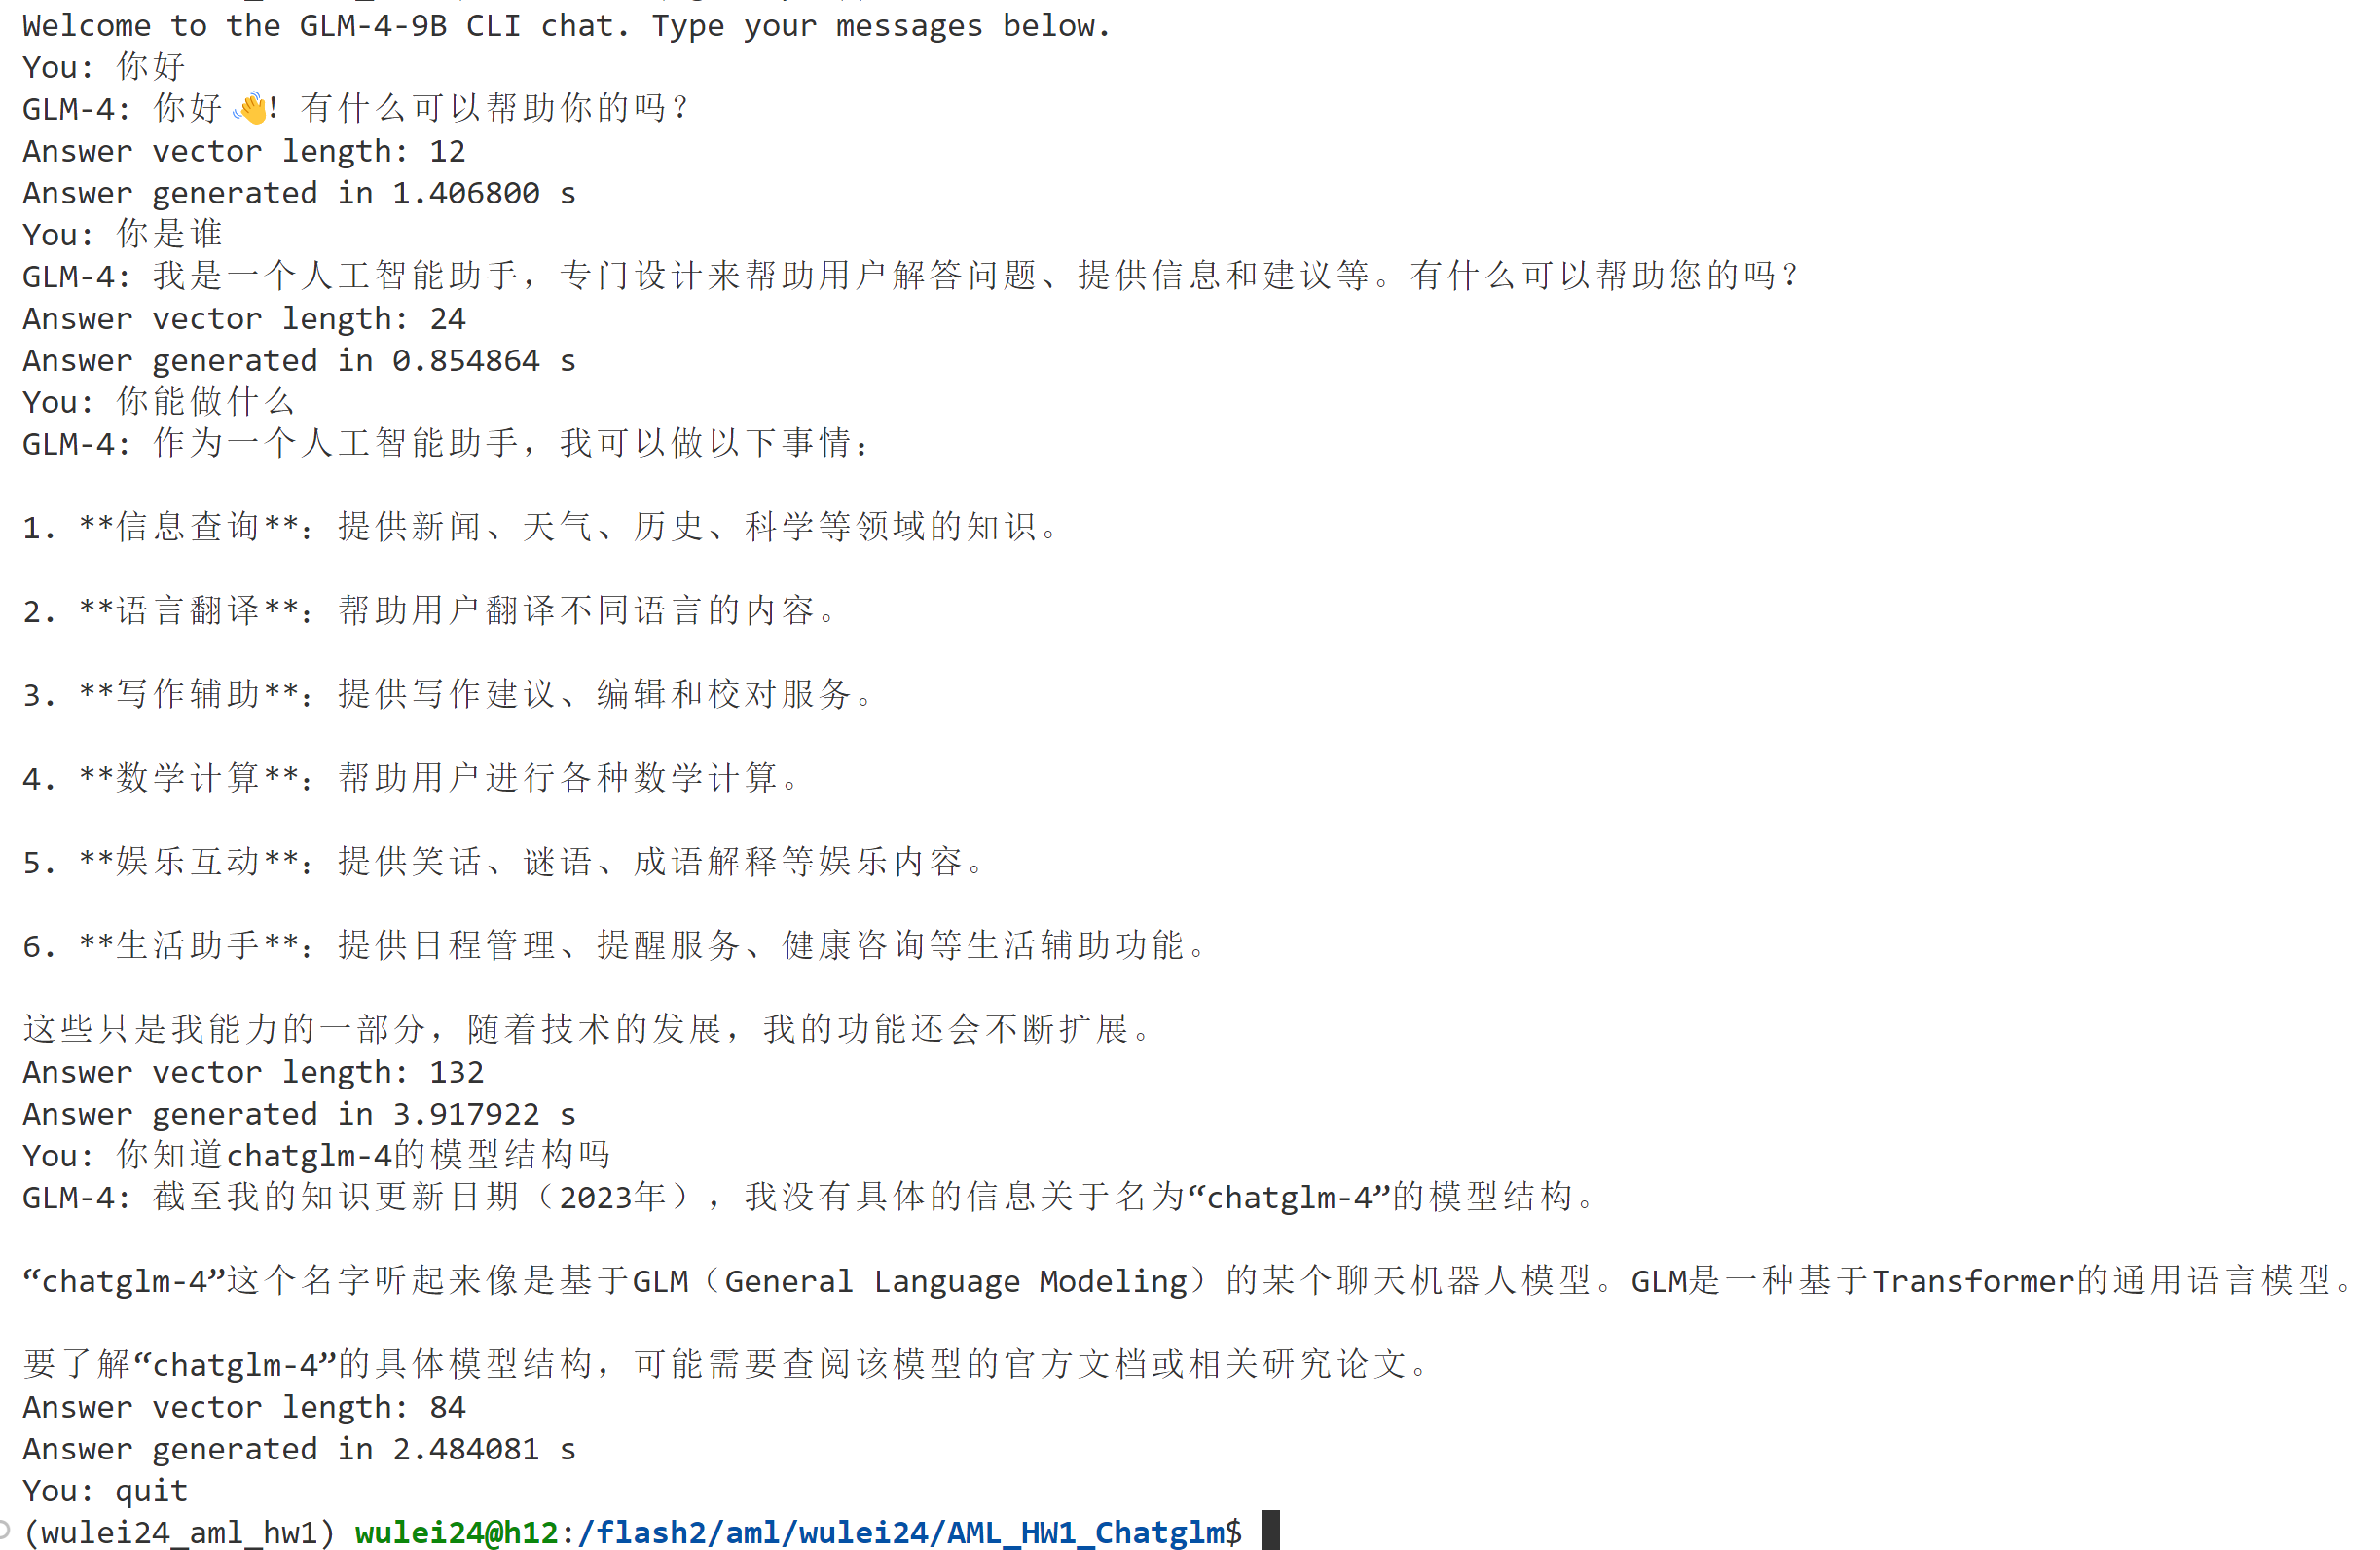 Welcome to the GLM-4-9B CLI chat. Type your messages below.
You: 你好
GLM-4: 你好👋！有什么可以帮助你的吗？
Answer vector length: 12
Answer generated in 1.406800 s
You: 你是谁
GLM-4: 我是一个人工智能助手，专门设计来帮助用户解答问题、提供信息和建议等。有什么可以帮助您的吗？
Answer vector length: 24
Answer generated in 0.854864 s
You: 你能做什么
GLM-4: 作为一个人工智能助手，我可以做以下事情：
1. **信息查询**：提供新闻、天气、历史、科学等领域的知识。
2. **语言翻译**：帮助用户翻译不同语言的内容。
3. **写作辅助**：提供写作建议、编辑和校对服务。
4. **数学计算**：帮助用户进行各种数学计算。
5. **娱乐互动**：提供笑话、谜语、成语解释等娱乐内容。
6. **生活助手**：提供日程管理、提醒服务、健康咨询等生活辅助功能。
这些只是我能力的一部分，随着技术的发展，我的功能还会不断扩展。
Answer vector length: 132
Answer generated in 3.917922 s
You: 你知道chatglm-4的模型结构吗
GLM-4: 截至我的知识更新日期（2023年），我没有具体的信息关于名为“chatglm-4”的模型结构。
“chatglm-4”这个名字听起来像是基于GLM（General Language Modeling）的某个聊天机器人模型。GLM是一种基于Transformer的通用语言模型。
要了解“chatglm-4”的具体模型结构，可能需要查阅该模型的官方文档或相关研究论文。
Answer vector length: 84
Answer generated in 2.484081 s
You: quit
(wulei24_aml_hw1) wulei24@h12:/flash2/aml/wulei24/AML_HW1_Chatglm$